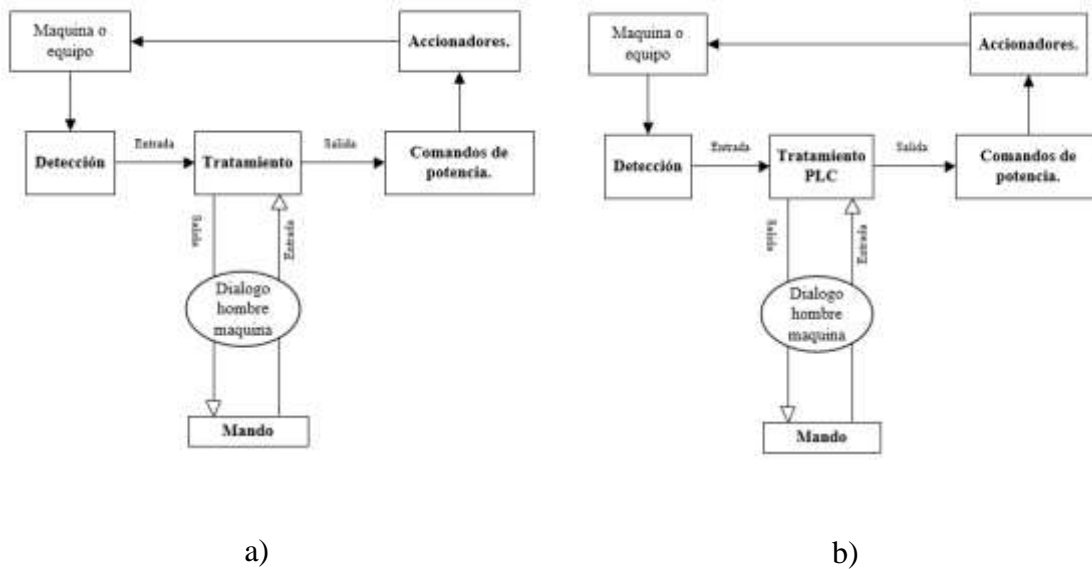 Maquina o
equipo
Accionadores.
Detección
Entrada
Tratamiento
Salida
Comandos de
potencia.
Salida
Entrada
Dialogo
hombre
maquina
Mando
a)
Maquina o
equipo
Accionadores.
Detección
Entrada
Tratamiento
PLC
Salida
Comandos de
potencia.
Salida
Entrada
Dialogo
hombre
maquina
Mando
b)